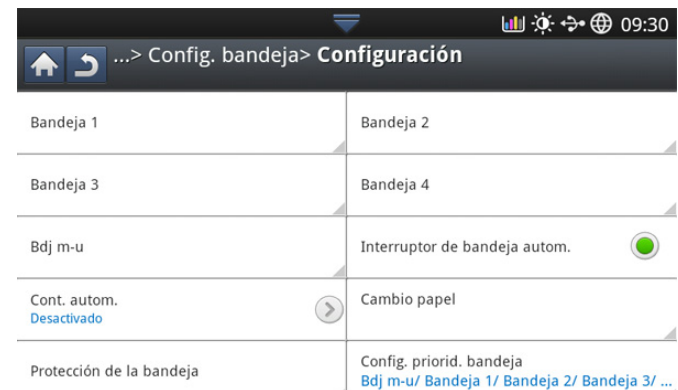 09:30
...> Config. bandeja> Configuración
Bandeja 1
Bandeja 2
Bandeja 3
Bandeja 4
Bdj m-u
Interruptor de bandeja autom.
Cont. autom.
Desactivado
Cambio papel
Protección de la bandeja
Config. priorid. bandeja
Bdj m-u/ Bandeja 1/ Bandeja 2/ Bandeja 3/ ...